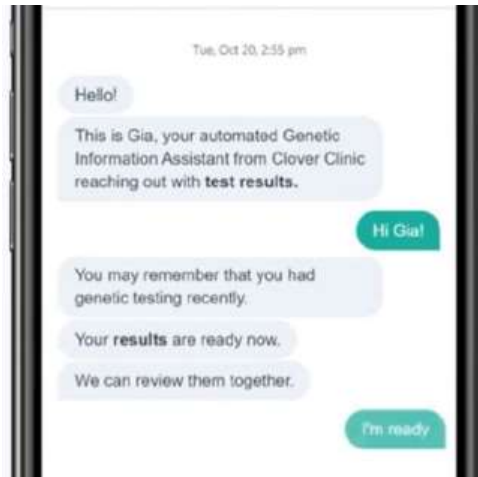 Tue, Oct 20, 2:55 pm
Hello!
This is Gia, your automated Genetic
Information Assistant from Clover Clinic
reaching out with test results.
Hi Gia!
You may remember that you had
genetic testing recently.
Your results are ready now.
We can review them together.
I'm ready